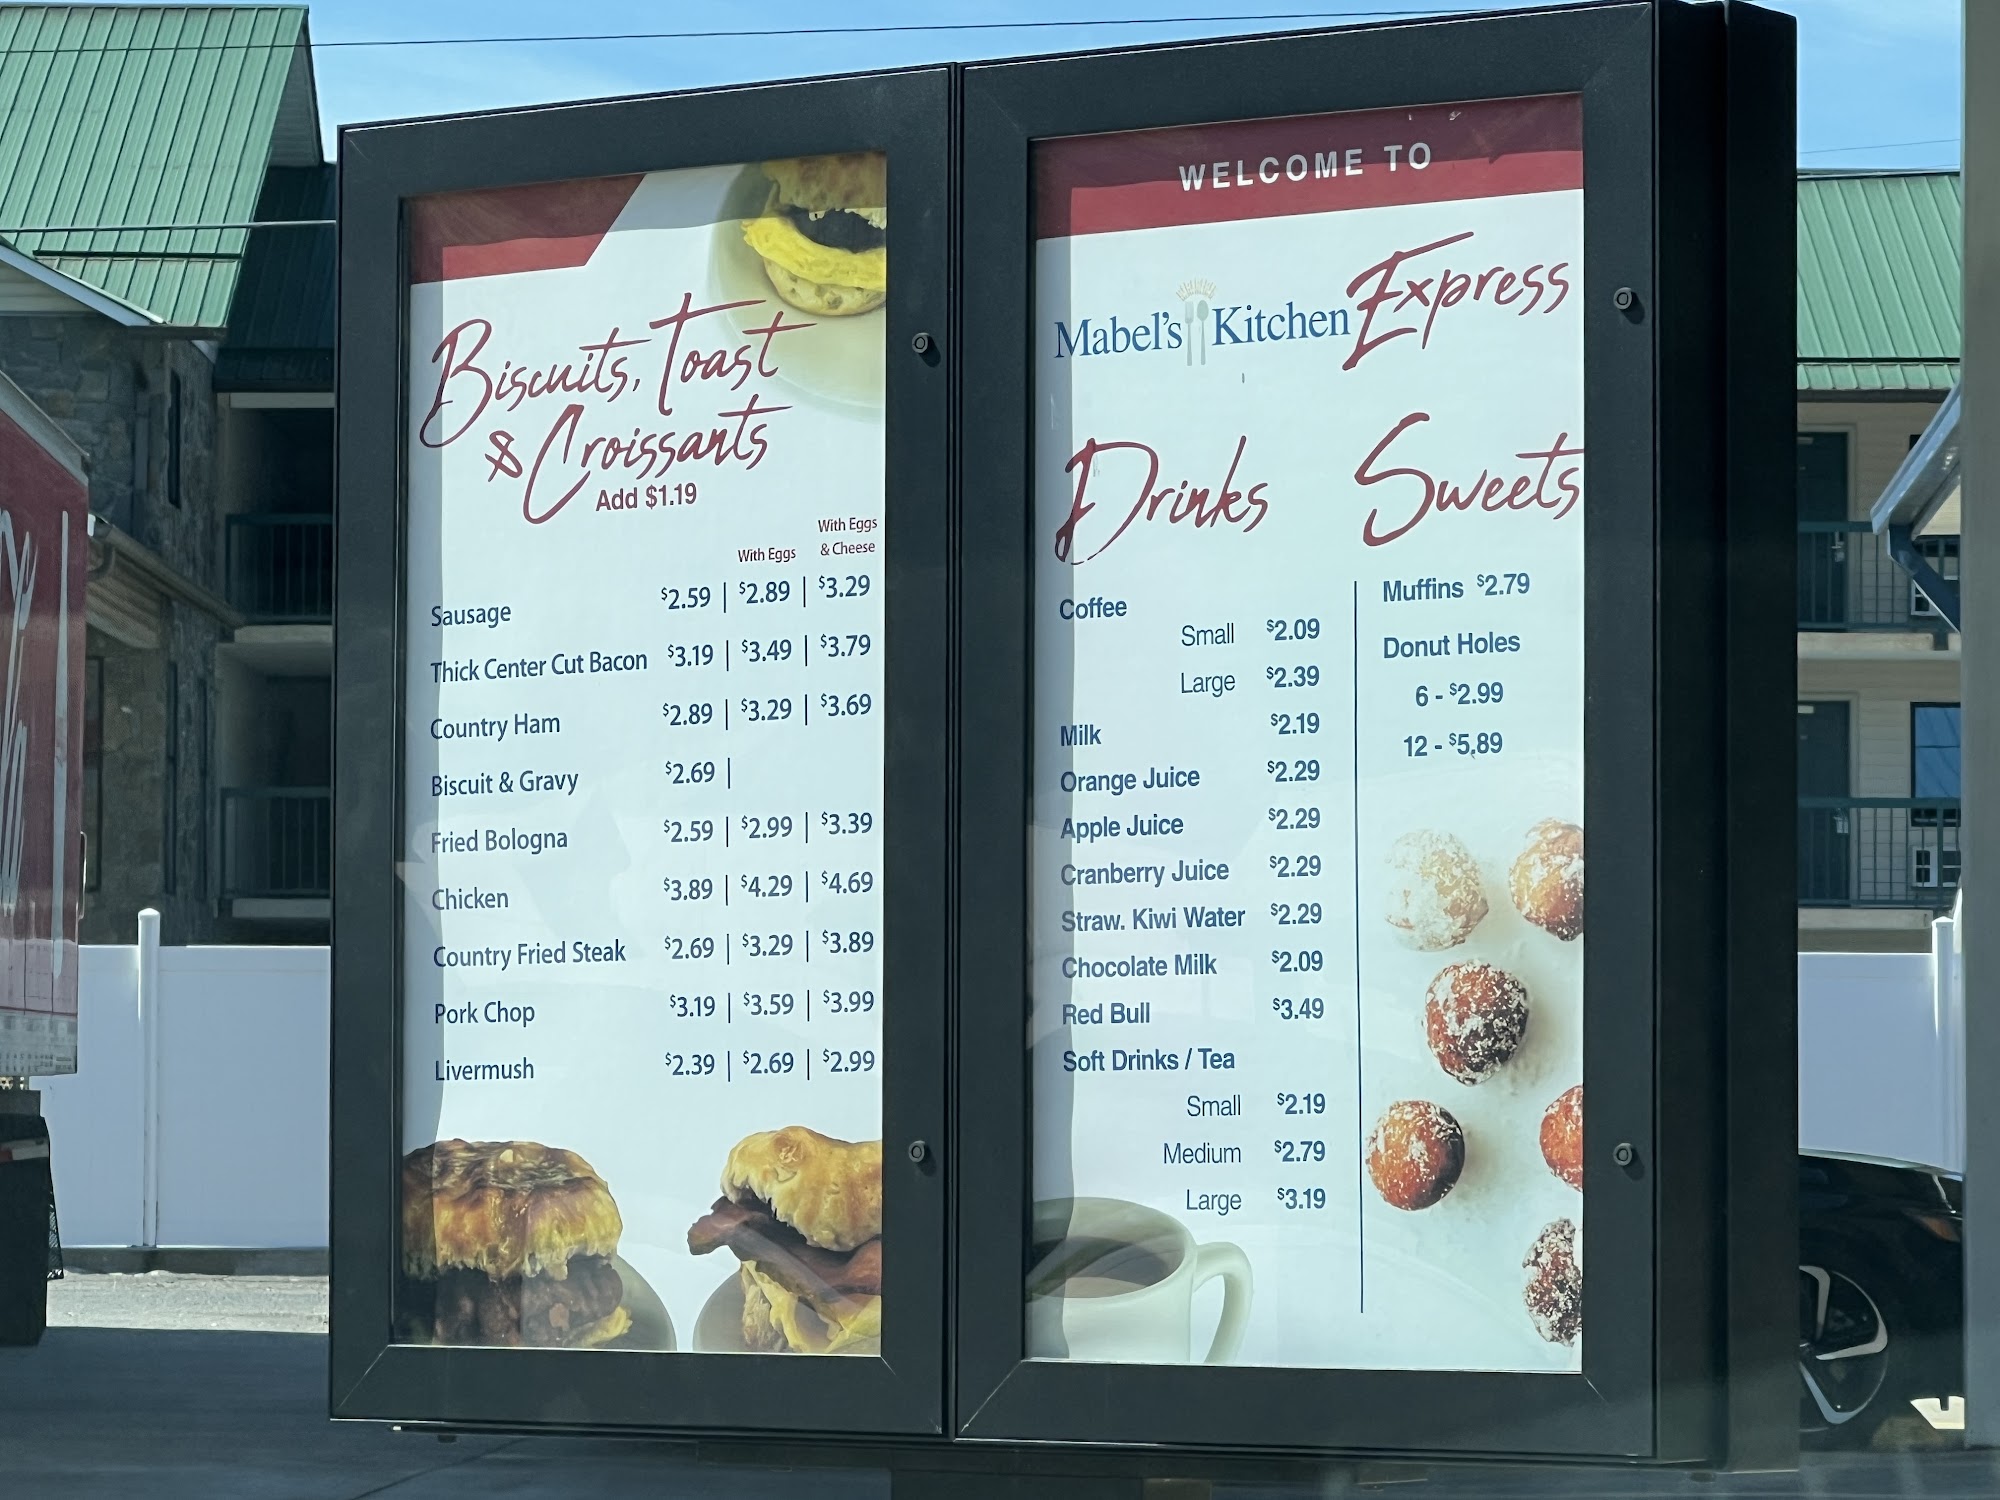 Biscuits, Toast
& Croissants
Add $1.19
With Eggs
With Eggs
& Cheese
Sausage $2.59 | $2.89 | $3.29
Thick Center Cut Bacon $3.19 | $3.49 | $3.79
Country Ham $2.89 | $3.29 | $3.69
Biscuit & Gravy $2.69 |
Fried Bologna $2.59 | $2.99 | $3.39
Chicken $3.89 | $4.29 | $4.69
Country Fried Steak $2.69 | $3.29 | $3.89
Pork Chop $3.19 | $3.59 | $3.99
Livermush $2.39 | $2.69 | $2.99
WELCOME TO
Mabel's Kitchen Express
Drinks
Coffee
Small $2.09
Large $2.39
Milk $2.19
Orange Juice $2.29
Apple Juice $2.29
Cranberry Juice $2.29
Straw. Kiwi Water $2.29
Chocolate Milk $2.09
Red Bull $3.49
Soft Drinks / Tea
Small $2.19
Medium $2.79
Large $3.19
Sweets
Muffins $2.79
Donut Holes
6 - $2.99
12 - $5.89